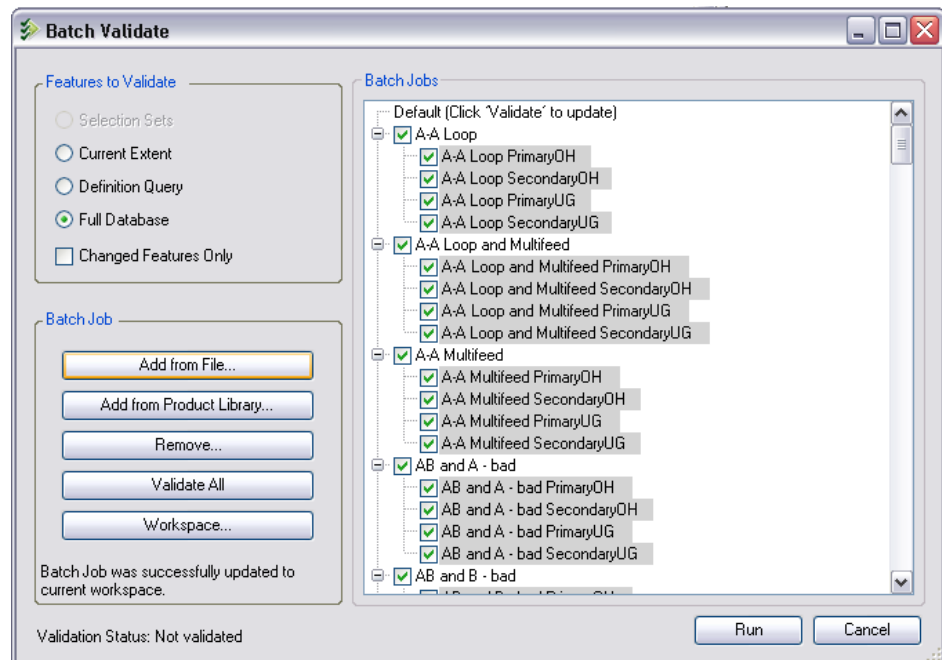 Batch Validate
Features to Validate
Selection Sets
Current Extent
Definition Query
Full Database
Changed Features Only
Batch Job
Add from File...
Add from Product Library...
Remove...
Validate All
Workspace...
Batch Job was successfully updated to
current workspace.
Validation Status: Not validated
Batch Jobs
Default (Click 'Validate' to update)
A-A Loop
A-A Loop PrimaryOH
A-A Loop SecondaryOH
A-A Loop PrimaryUG
A-A Loop SecondaryUG
A-A Loop and Multifeed
A-A Loop and Multifeed PrimaryOH
A-A Loop and Multifeed SecondaryOH
A-A Loop and Multifeed PrimaryUG
A-A Loop and Multifeed SecondaryUG
A-A Multifeed
A-A Multifeed PrimaryOH
A-A Multifeed SecondaryOH
A-A Multifeed PrimaryUG
A-A Multifeed SecondaryUG
AB and A - bad
AB and A - bad PrimaryOH
AB and A - bad SecondaryOH
AB and A - bad PrimaryUG
AB and A - bad SecondaryUG
AB and B - bad
Run
Cancel